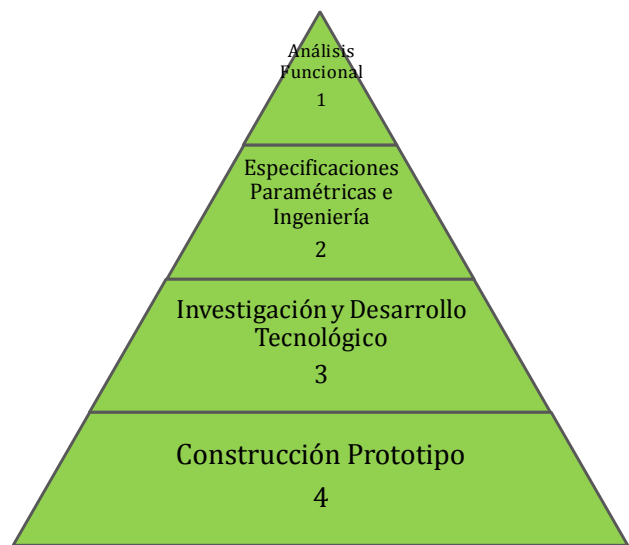 Análisis
Funcional
1
Especificaciones
Paramétricas e
Ingeniería
2
Investigación y Desarrollo
Tecnológico
3
Construcción Prototipo
4